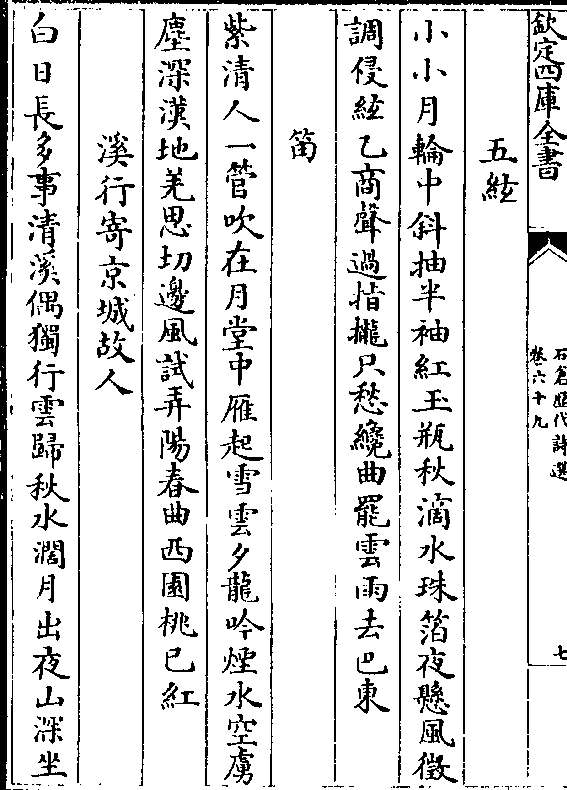 欽定四庫全書
石倉歷代詩選
卷六十九
七
五絃
小小月輪中斜抽半袖紅玉瓶秋滴水珠箔夜懸風徵
調侵絃乙商聲過指攏只愁纔曲罷雲雨去巴東
笛
紫清人一管吹在月堂中雁起雪雲夕龍吟煙水空虜
塵深漢地羌思切邊風試弄陽春曲西園桃已紅
溪行寄京城故人
白日長多事清溪偶獨行雲歸秋水濶月出夜山深坐